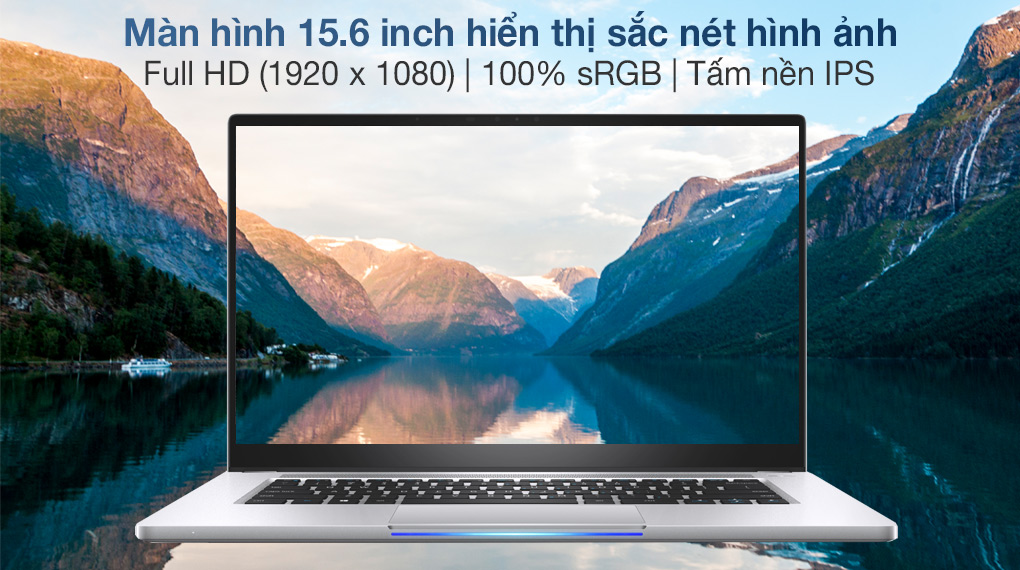 Màn hình 15.6 inch hiển thị sắc nét hình ảnh
Full HD (1920 x 1080) | 100% sRGB | Tấm nền IPS